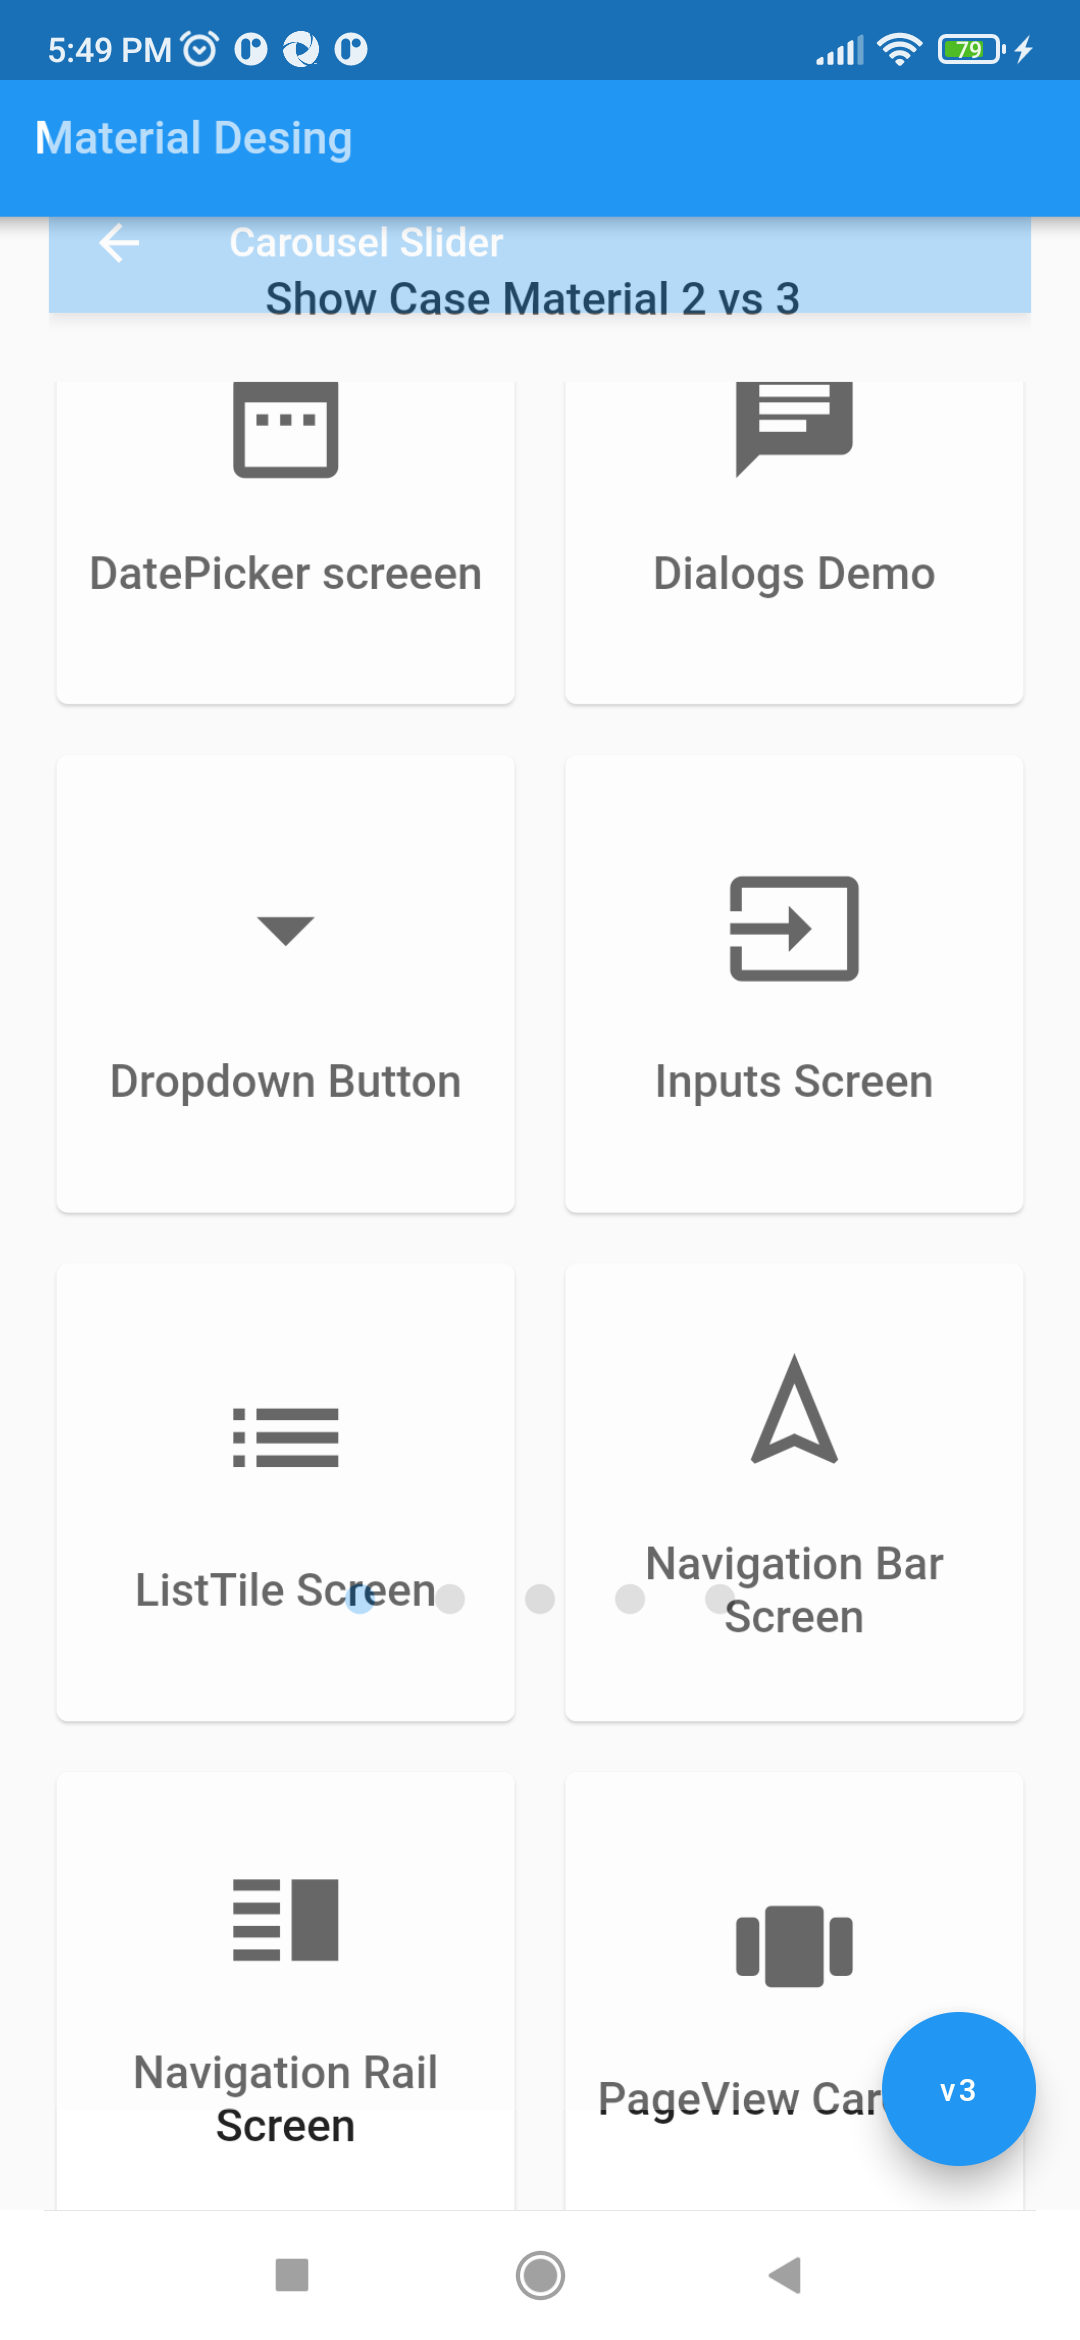 5:49 PM
79
Material Desing
Carousel Slider
Show Case Material 2 vs 3
DatePicker screeen
Dialogs Demo
Dropdown Button
Inputs Screen
ListTile Screen
Navigation Bar
Screen
Navigation Rail
Screen
PageView Car
v3